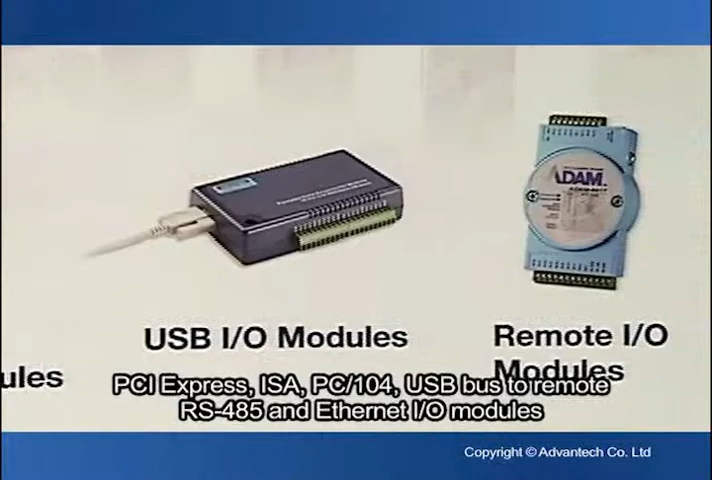 ADAM
USB I/O Modules
Remote I/O
Modules
ules
PCI Express, ISA, PC/104, USB bus to remote
RS-485 and Ethernet I/O modules
Copyright © Advantech Co. Ltd